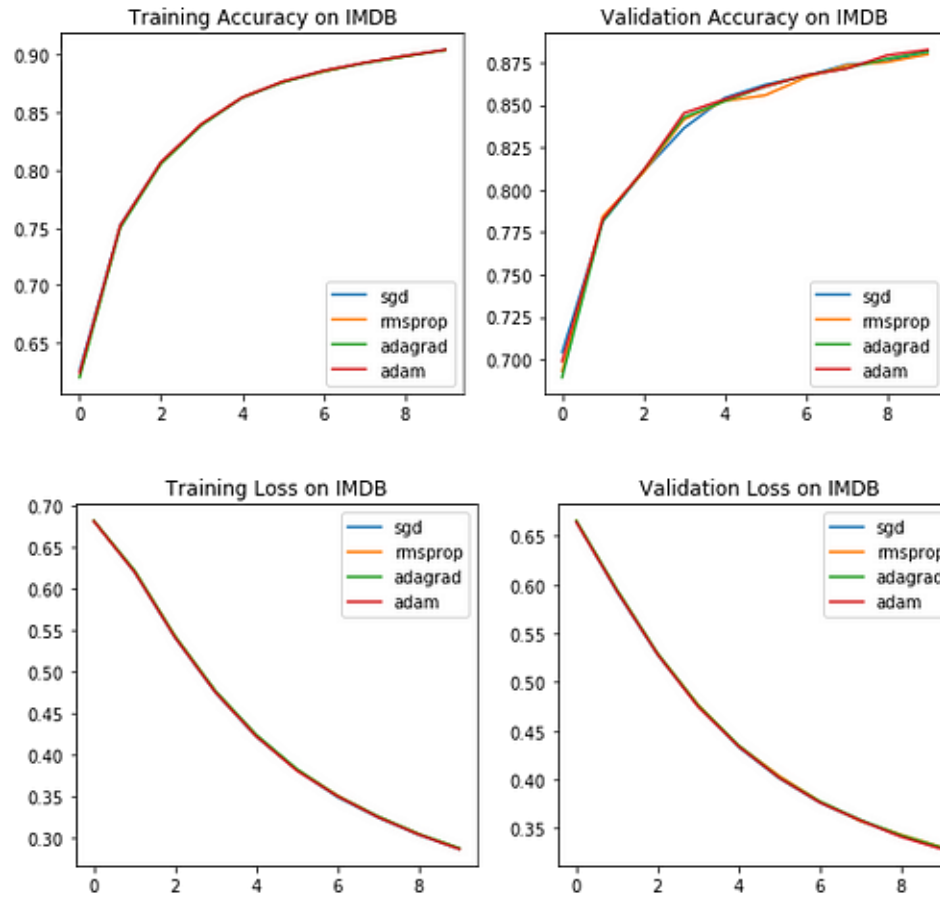 Training Accuracy on IMDB
0.90
0.85
0.80
0.75
0.70
0.65
0 2 4 6 8
sgd
rmsprop
adagrad
adam
Validation Accuracy on IMDB
0.875
0.850
0.825
0.800
0.775
0.750
0.725
0.700
0 2 4 6 8
sgd
rmsprop
adagrad
adam
Training Loss on IMDB
0.70
0.65
0.60
0.55
0.50
0.45
0.40
0.35
0.30
0 2 4 6 8
sgd
rmsprop
adagrad
adam
Validation Loss on IMDB
0.65
0.60
0.55
0.50
0.45
0.40
0.35
0 2 4 6 8
sgd
rmsprop
adagrad
adam